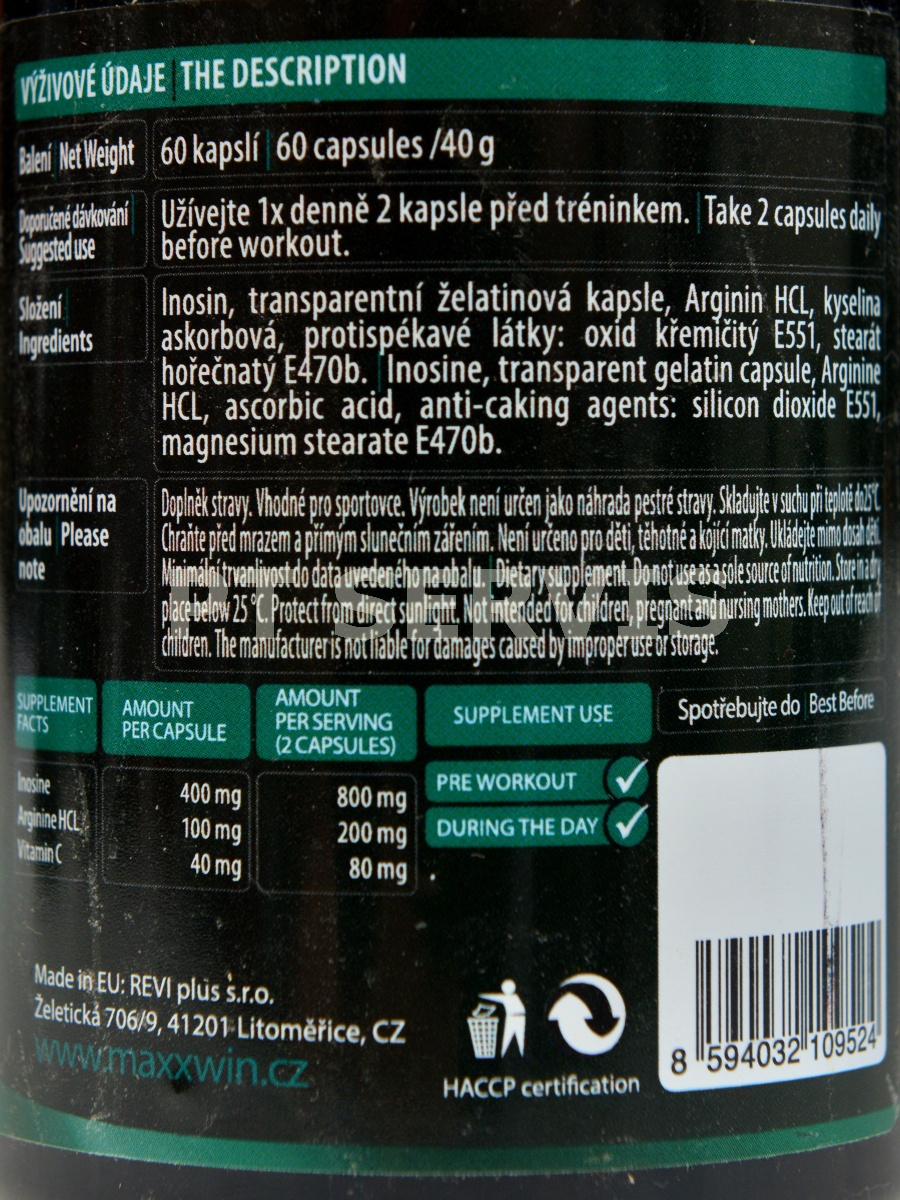 VÝŽIVOVÉ ÚDAJE | THE DESCRIPTION
Balení | Net Weight
60 kapslí | 60 capsules /40 g
Doporučené dávkování |
Suggested use
Užívejte 1x denně 2 kapsle před tréninkem. | Take 2 capsules daily
before workout.
Složení |
Ingredients
Inosin, transparentní želatinová kapsle, Arginin HCL, kyselina
askorbová, protispékavé látky: oxid křemičitý E551, stearát
hořečnatý E470b. | Inosine, transparent gelatin capsule, Arginine
HCL, ascorbic acid, anti-caking agents: silicon dioxide E551,
magnesium stearate E470b.
Upozornění na
obalu | Please
note
Doplněk stravy. Vhodné pro sportovce. Výrobek není určen jako náhrada pestré stravy. Skladujte v suchu při teplotě do 25°C.
Chraňte před mrazem a přímým slunečním zářením. Není určeno pro děti, těhotné a kojící matky. Ukládejte mimo dosah dětí.
Minimální trvanlivost do data uvedeného na obalu. | Dietary supplement. Do not use as a sole source of nutrition. Store in a dry
place below 25 °C. Protect from direct sunlight. Not intended for children, pregnant and nursing mothers. Keep out of reach of
children. The manufacturer is not liable for damages caused by improper use or storage.
PT SERVIS
SUPPLEMENT
FACTS
AMOUNT
PER CAPSULE
AMOUNT
PER SERVING
(2 CAPSULES)
SUPPLEMENT USE
Spotřebujte do | Best Before
Inosine 400 mg 800 mg
Arginine HCL 100 mg 200 mg
Vitamin C 40 mg 80 mg
PRE WORKOUT
DURING THE DAY
Made in EU: REVI plus s.r.o.
Želetická 706/9, 41201 Litoměřice, CZ
www.maxxwin.cz
HACCP certification
8 594032 109524